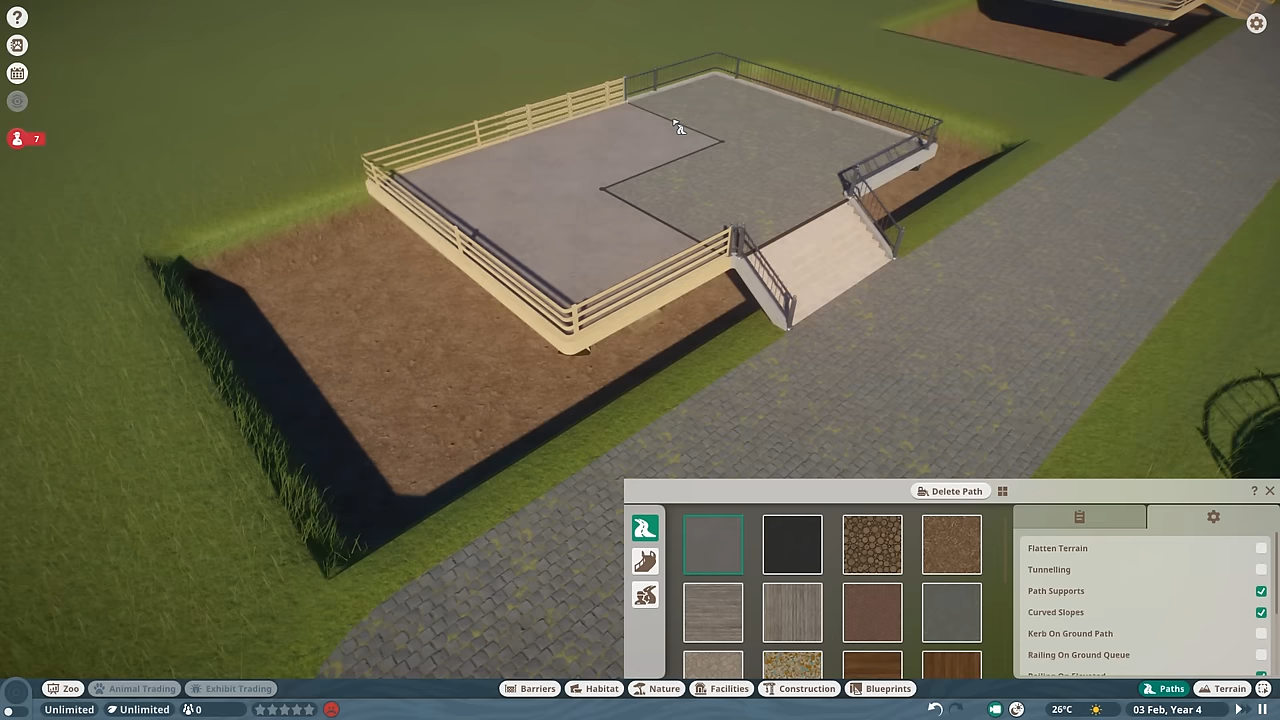 ?
7
Delete Path
?
Flatten Terrain
Tunnelling
Path Supports
Curved Slopes
Kerb On Ground Path
Railing On Ground Queue
Zoo
Animal Trading
Exhibit Trading
Barriers
Habitat
Nature
Facilities
Construction
Blueprints
Paths
Terrain
Unlimited
Unlimited
0
26°C
03 Feb, Year 4